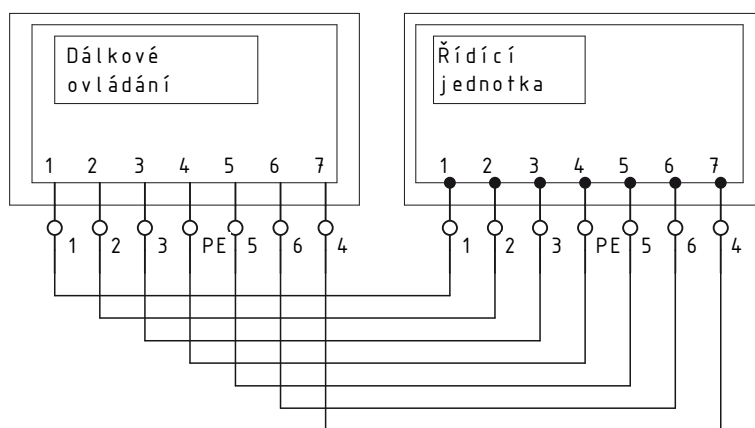 Dálkové
ovládání
Řídící
jednotka
1 2 3 4 5 6 7
1 2 3 4 5 6 7
1 2 3 PE 5 6 4
1 2 3 PE 5 6 4